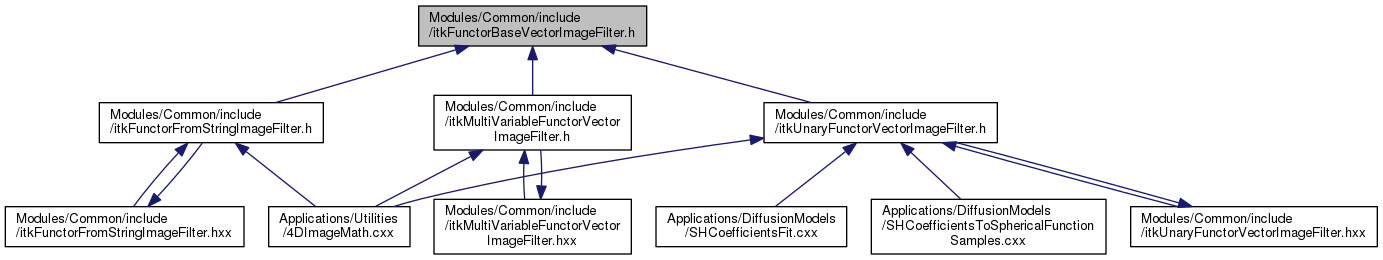 Modules/Common/include
/itkFunctorBaseVectorImageFilter.h
Modules/Common/include
/itkFunctorFromStringImageFilter.h
Modules/Common/include
/itkMultiVariableFunctorVector
ImageFilter.h
Modules/Common/include
/itkUnaryFunctorVectorImageFilter.h
Modules/Common/include
/itkFunctorFromStringImageFilter.hxx
Applications/Utilities
/4DImageMath.cxx
Modules/Common/include
/itkMultiVariableFunctorVector
ImageFilter.hxx
Applications/DiffusionModels
/SHCoefficientsFit.cxx
Applications/DiffusionModels
/SHCoefficientsToSphericalFunction
Samples.cxx
Modules/Common/include
/itkUnaryFunctorVectorImageFilter.hxx